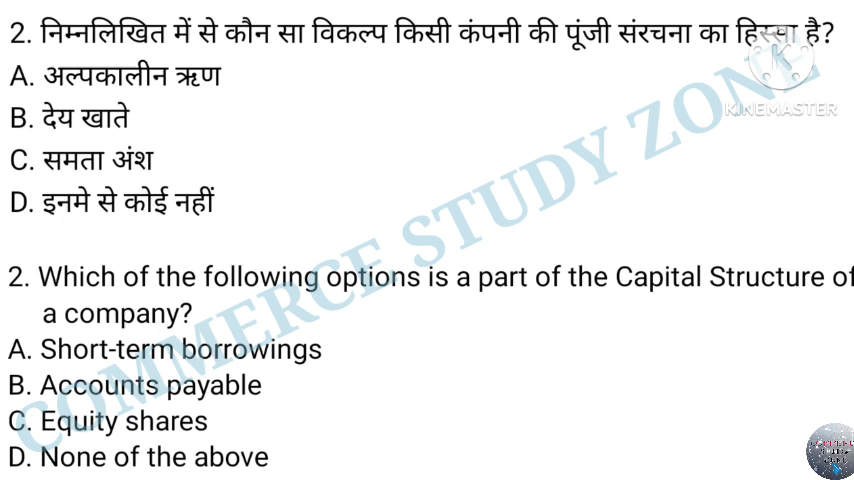 2. निम्नलिखित में से कौन सा विकल्प किसी कंपनी की पूंजी संरचना का हिस्सा है?
A. अल्पकालीन ऋण
B. देय खाते
C. समता अंश
D. इनमे से कोई नहीं
KINEMASTER
COMMERCE STUDY ZONE
2. Which of the following options is a part of the Capital Structure of
a company?
A. Short-term borrowings
B. Accounts payable
C. Equity shares
D. None of the above